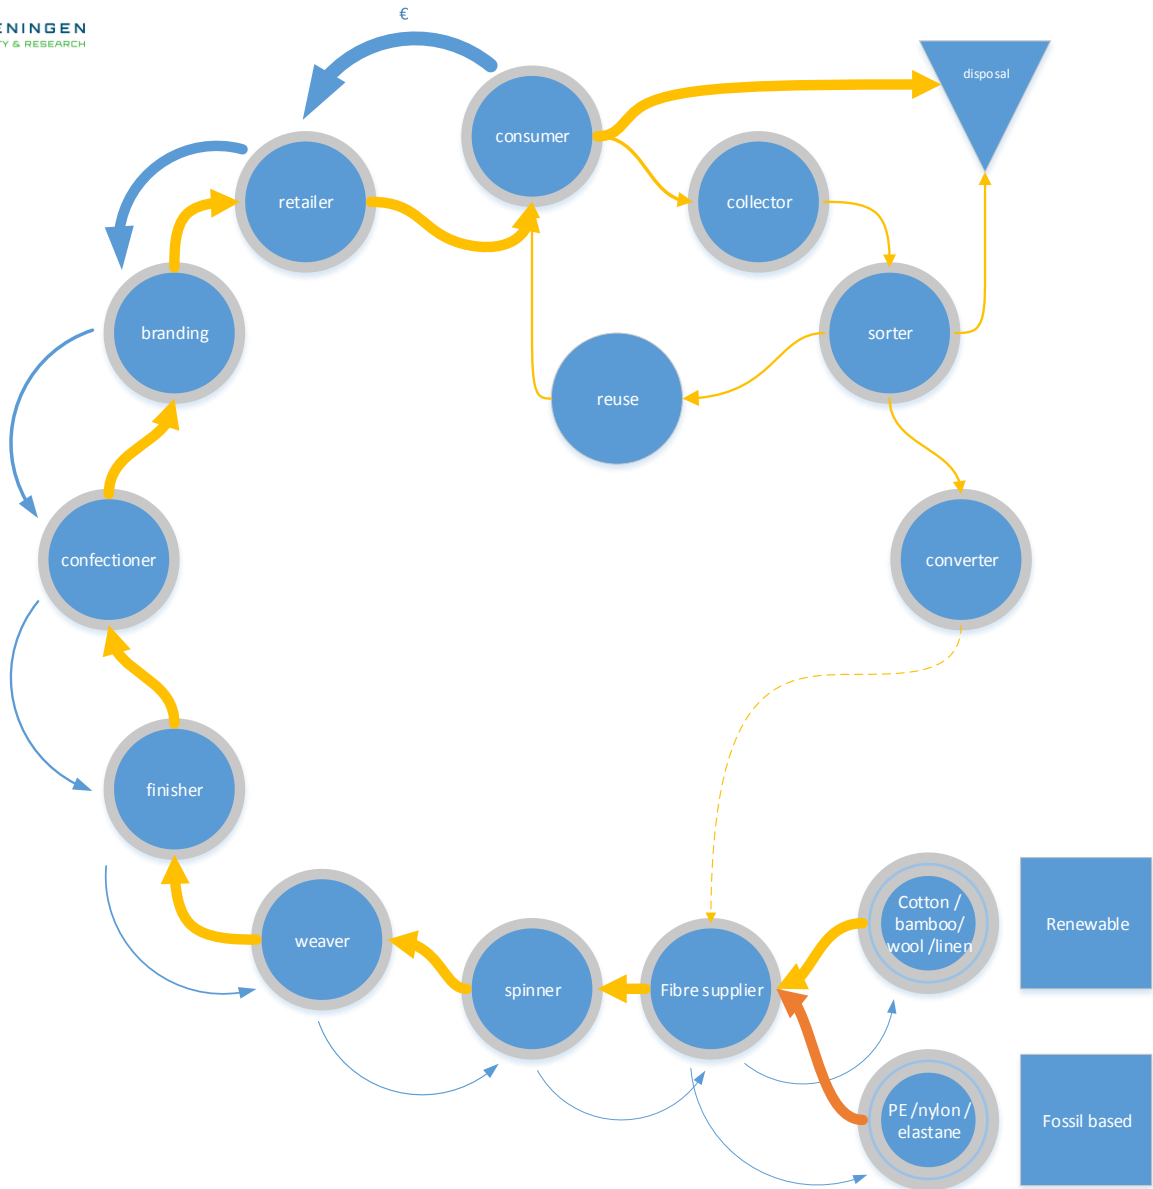 €
ENINGEN
TY & RESEARCH
disposal
consumer
retailer
collector
branding
sorter
reuse
confectioner
converter
finisher
weaver
spinner
Fibre supplier
Cotton /
bamboo/
wool /linen
Renewable
PE /nylon /
elastane
Fossil based